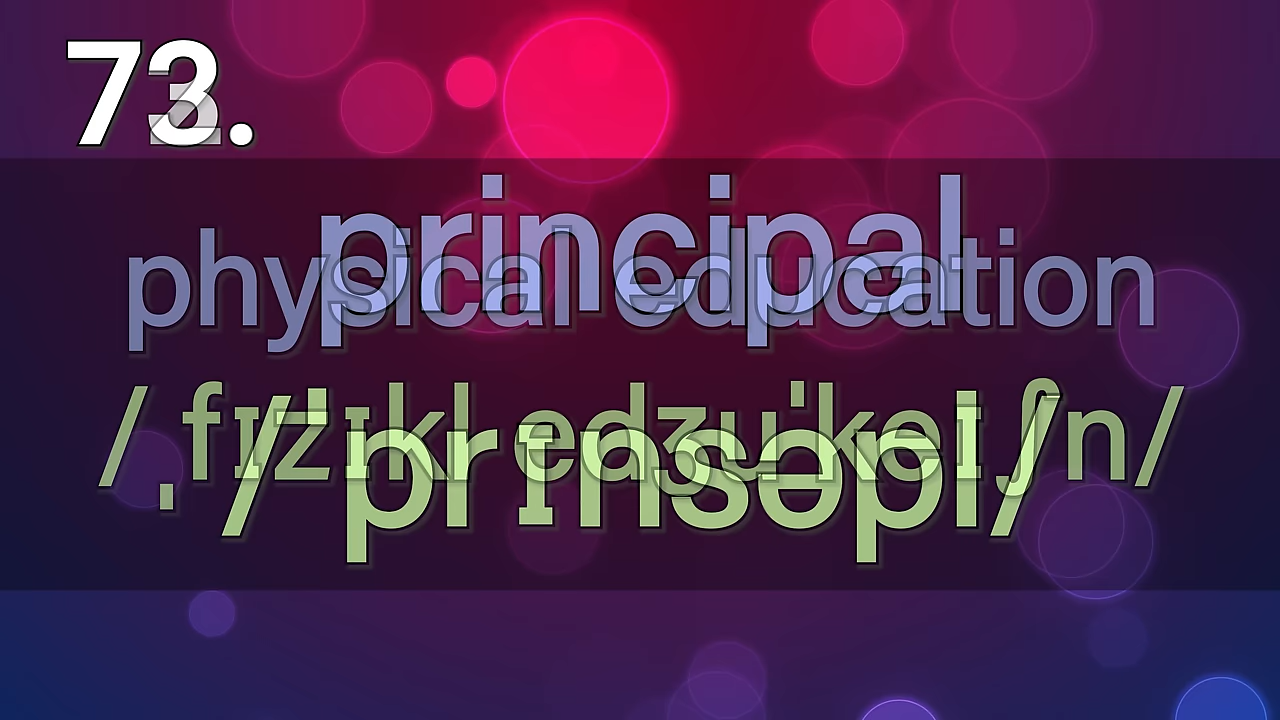 73.
principal
physical education
/ˌfɪzɪkl edʒuˈkeɪʃn/
/ˈprɪnsəpl/